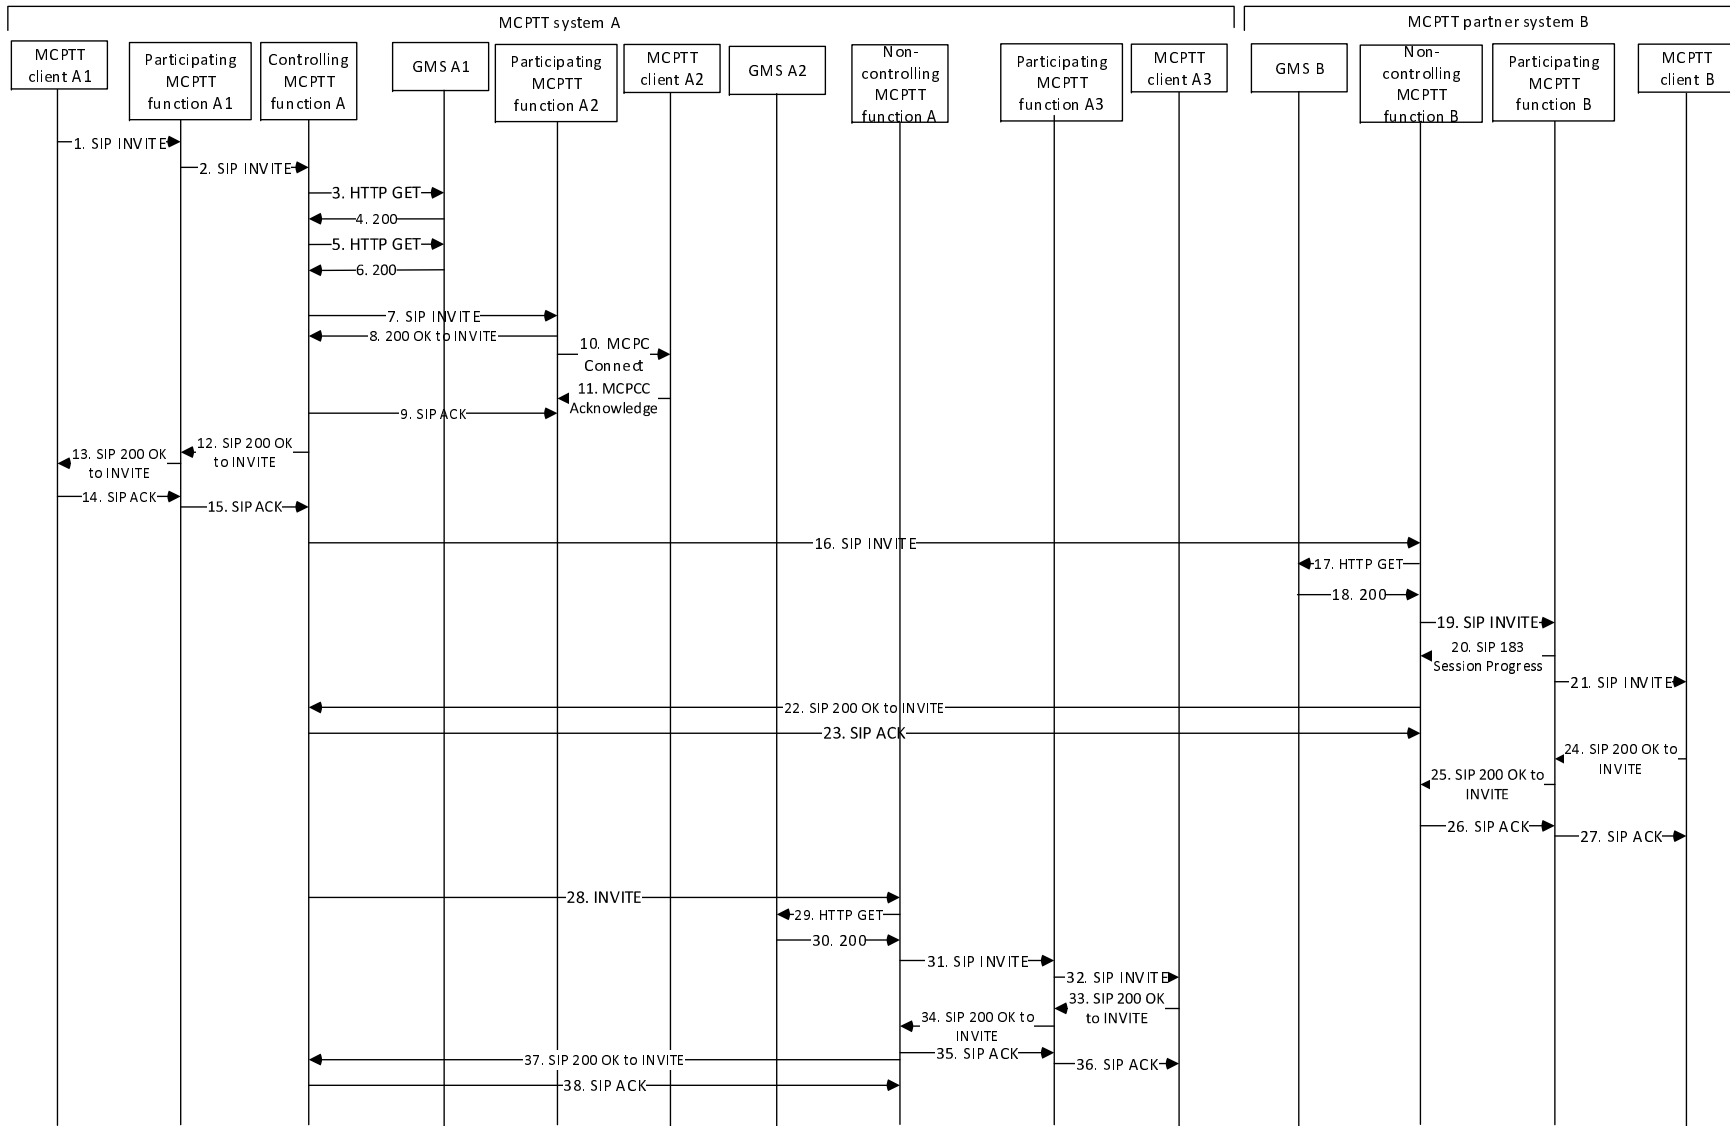 MCPTT system A
MCPTT partner system B
MCPTT
client A1
Participating
MCPTT
function A1
Controlling
MCPTT
function A
GMS A1
Participating
MCPTT
function A2
MCPTT
client A2
GMS A2
Non-
controlling
MCPTT
function A
Participating
MCPTT
function A3
MCPTT
client A3
GMS B
Non-
controlling
MCPTT
function B
Participating
MCPTT
function B
MCPTT
client B
1. SIP INVITE
2. SIP INVITE
3. HTTP GET
4. 200
5. HTTP GET
6. 200
7. SIP INVITE
8. 200 OK to INVITE
10. MCPC
Connect
11. MCPCC
Acknowledge
9. SIP ACK
12. SIP 200 OK
to INVITE
13. SIP 200 OK
to INVITE
14. SIP ACK
15. SIP ACK
16. SIP INVITE
17. HTTP GET
18. 200
19. SIP INVITE
20. SIP 183
Session Progress
21. SIP INVITE
22. SIP 200 OK to INVITE
23. SIP ACK
24. SIP 200 OK to
INVITE
25. SIP 200 OK to
INVITE
26. SIP ACK
27. SIP ACK
28. INVITE
29. HTTP GET
30. 200
31. SIP INVITE
32. SIP INVITE
33. SIP 200 OK
to INVITE
34. SIP 200 OK to
INVITE
35. SIP ACK
36. SIP ACK
37. SIP 200 OK to INVITE
38. SIP ACK